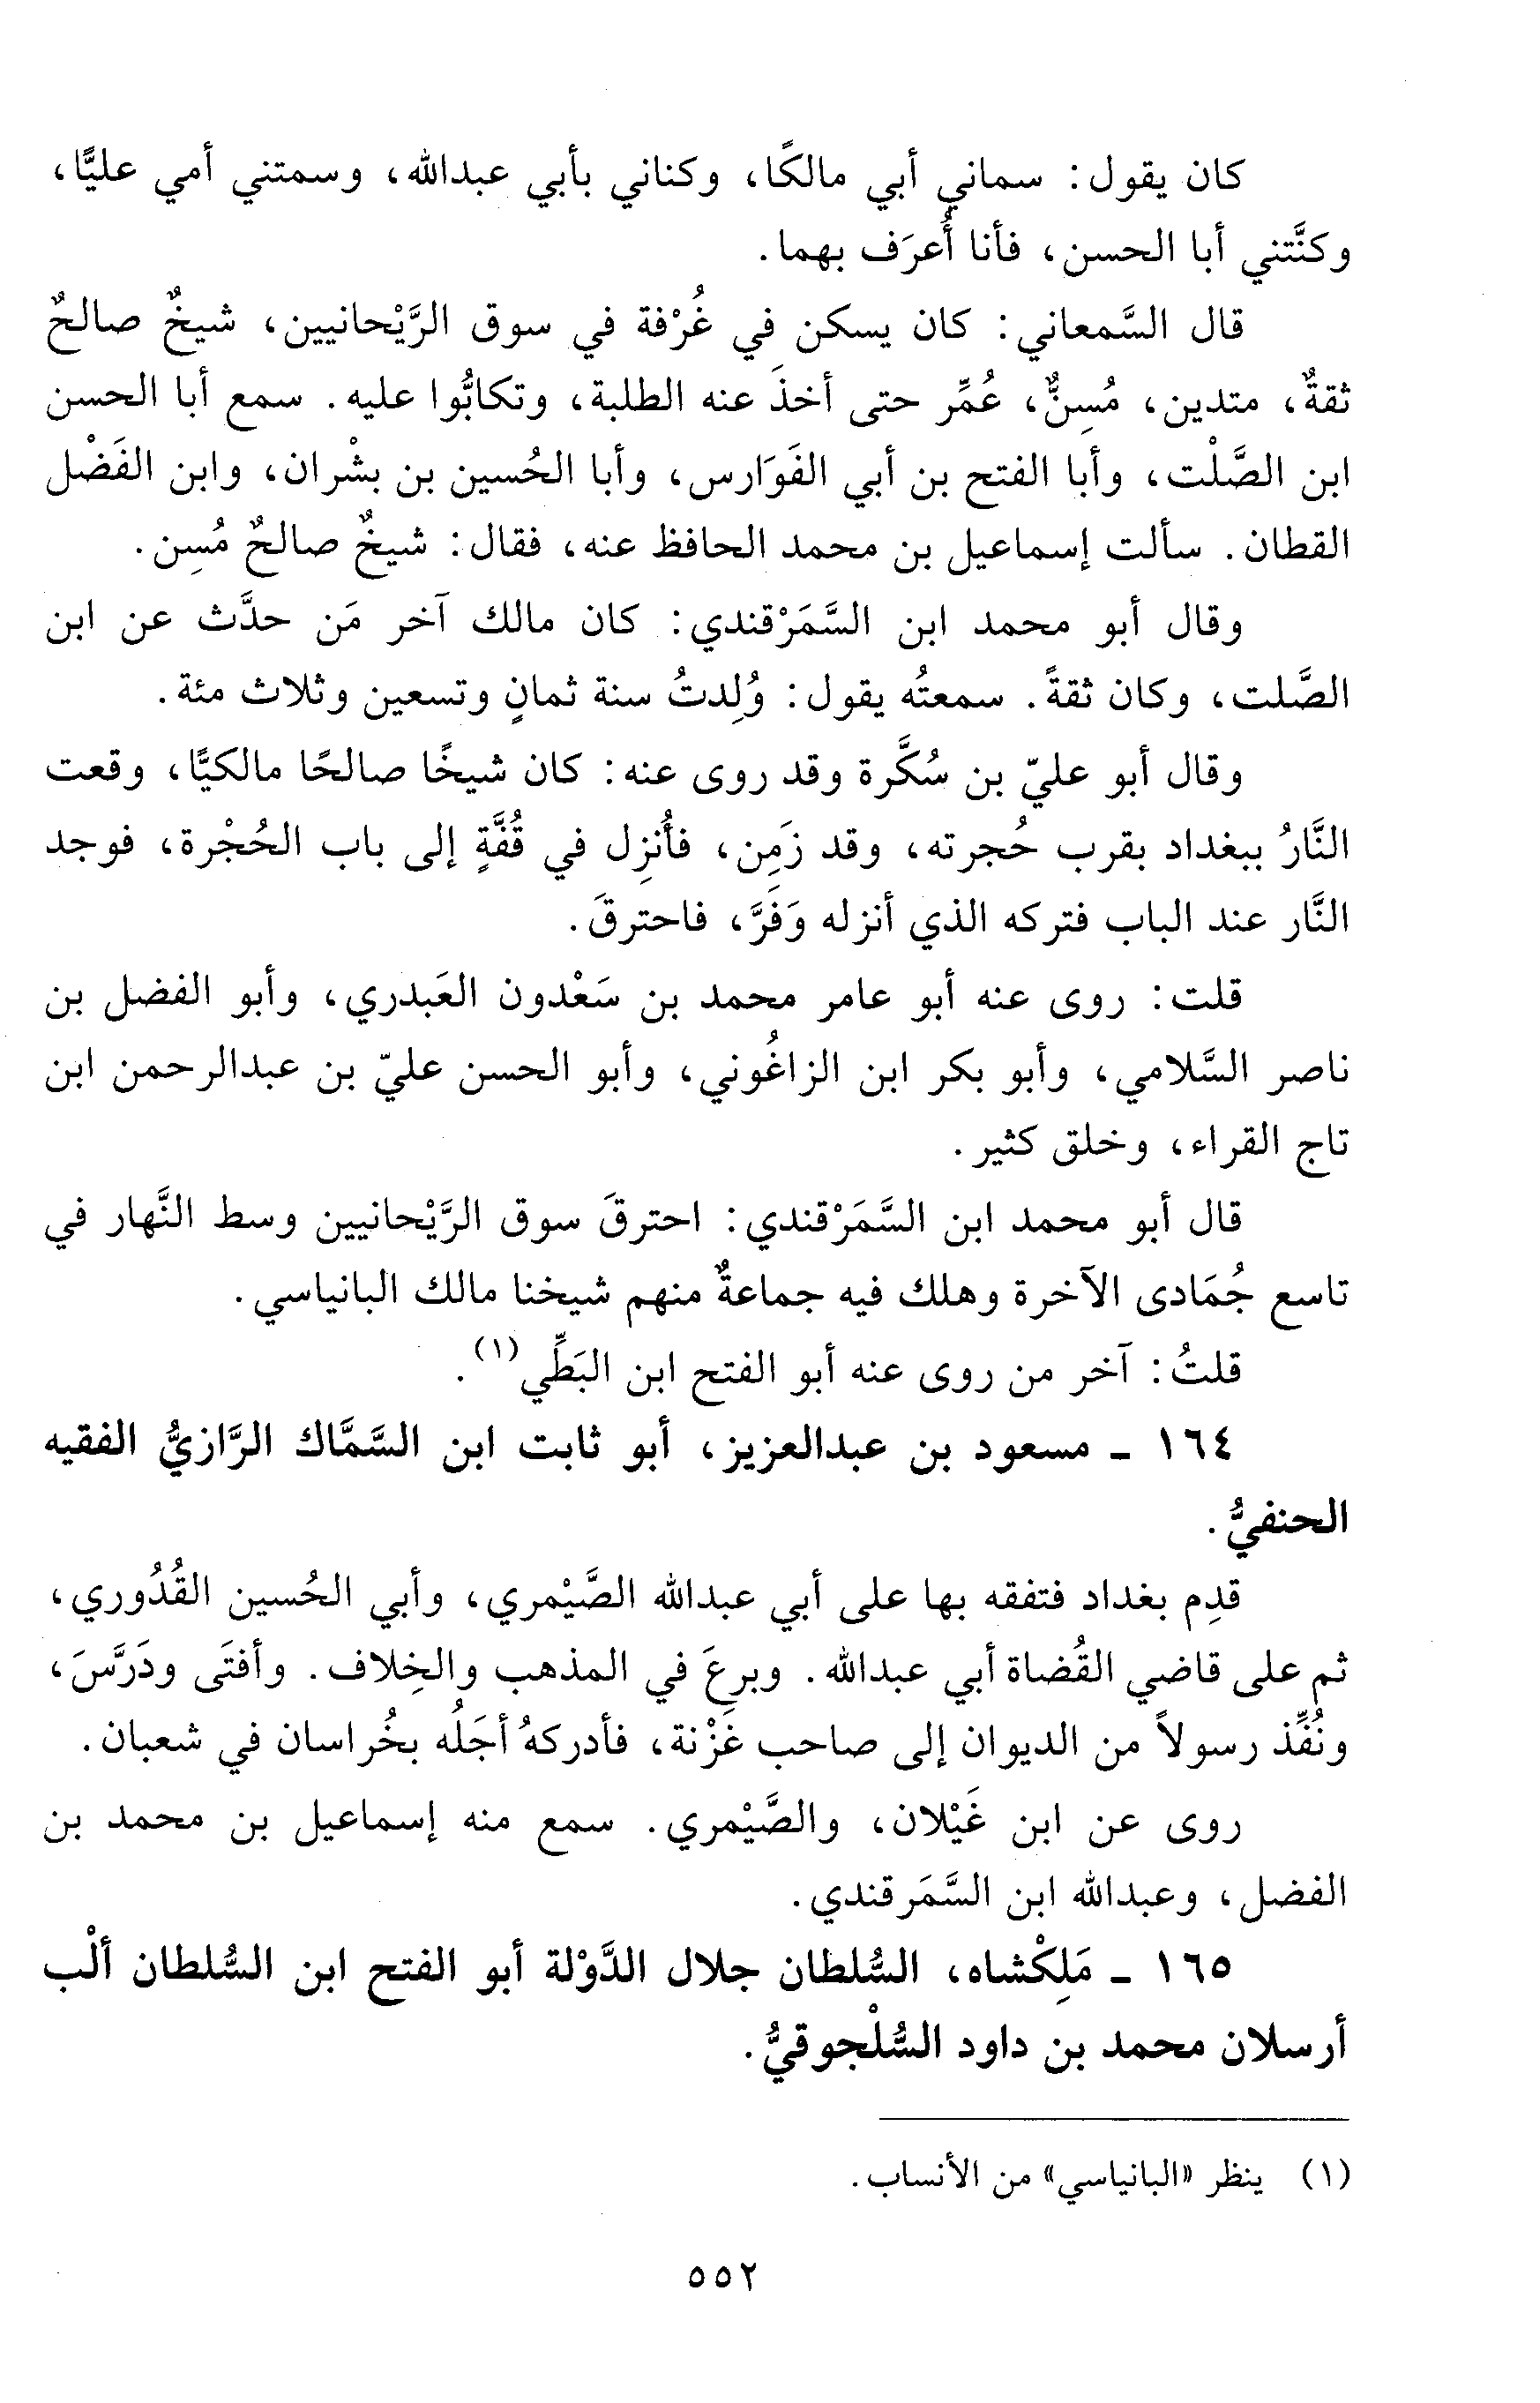 كان يقول: سماني أبي مالكًا، وكناني بأبي عبدالله، وسمتني أمي عليًّا،
وكنَّتني أبا الحسن، فأنا أُعرَف بهما.
قال السَّمعاني: كان يسكن في غُرْفة في سوق الرَّيْحانيين، شيخٌ صالحٌ
ثقةٌ، متدين، مُسِنٌّ، عُمِّر حتى أخذَ عنه الطلبة، وتكابُّوا عليه. سمع أبا الحسن
ابن الصَّلْت، وأبا الفتح بن أبي الفَوَارس، وأبا الحُسين بن بشْران، وابن الفَضْل
القطان. سألت إسماعيل بن محمد الحافظ عنه، فقال: شيخٌ صالحٌ مُسِن.
وقال أبو محمد ابن السَّمَرْقندي: كان مالك آخر مَن حدَّث عن ابن
الصَّلت، وكان ثقةً. سمعتُه يقول: وُلِدتُ سنة ثمانٍ وتسعين وثلاث مئة.
وقال أبو عليّ بن سُكَّرة وقد روى عنه: كان شيخًا صالحًا مالكيًّا، وقعت
النَّارُ ببغداد بقرب حُجرته، وقد زَمِن، فأُنزِل في قُفَّةٍ إلى باب الحُجْرة، فوجد
النَّار عند الباب فتركه الذي أنزله وَفَرَّ، فاحترقَ.
قلت: روى عنه أبو عامر محمد بن سَعْدون العَبدري، وأبو الفضل بن
ناصر السَّلامي، وأبو بكر ابن الزاغُوني، وأبو الحسن عليّ بن عبدالرحمن ابن
تاج القراء، وخلق كثير.
قال أبو محمد ابن السَّمَرْقندي: احترقَ سوق الرَّيْحانيين وسط النَّهار في
تاسع جُمَادى الآخرة وهلك فيه جماعةٌ منهم شيخنا مالك البانياسي.
قلتُ: آخر من روى عنه أبو الفتح ابن البَطِّي(١).
١٦٤ ـ مسعود بن عبدالعزيز، أبو ثابت ابن السَّمَّاك الرَّازيُّ الفقيه
الحنفيُّ.
قدِم بغداد فتفقه بها على أبي عبدالله الصَّيْمري، وأبي الحُسين القُدُوري،
ثم على قاضي القُضاة أبي عبدالله. وبرعَ في المذهب والخِلاف. وأفتَى ودَرَّسَ،
ونُفِّذ رسولاً من الديوان إلى صاحب غَزْنة، فأدركهُ أجَلُه بخُراسان في شعبان.
روى عن ابن غَيْلان، والصَّيْمري. سمع منه إسماعيل بن محمد بن
الفضل، وعبدالله ابن السَّمَرقندي.
١٦٥ ـ مَلِكْشاه، السُّلطان جلال الدَّوْلة أبو الفتح ابن السُّلطان ألْب
أرسلان محمد بن داود السُّلْجوقيُّ.
(١) ينظر «البانياسي» من الأنساب.
٥٥٢